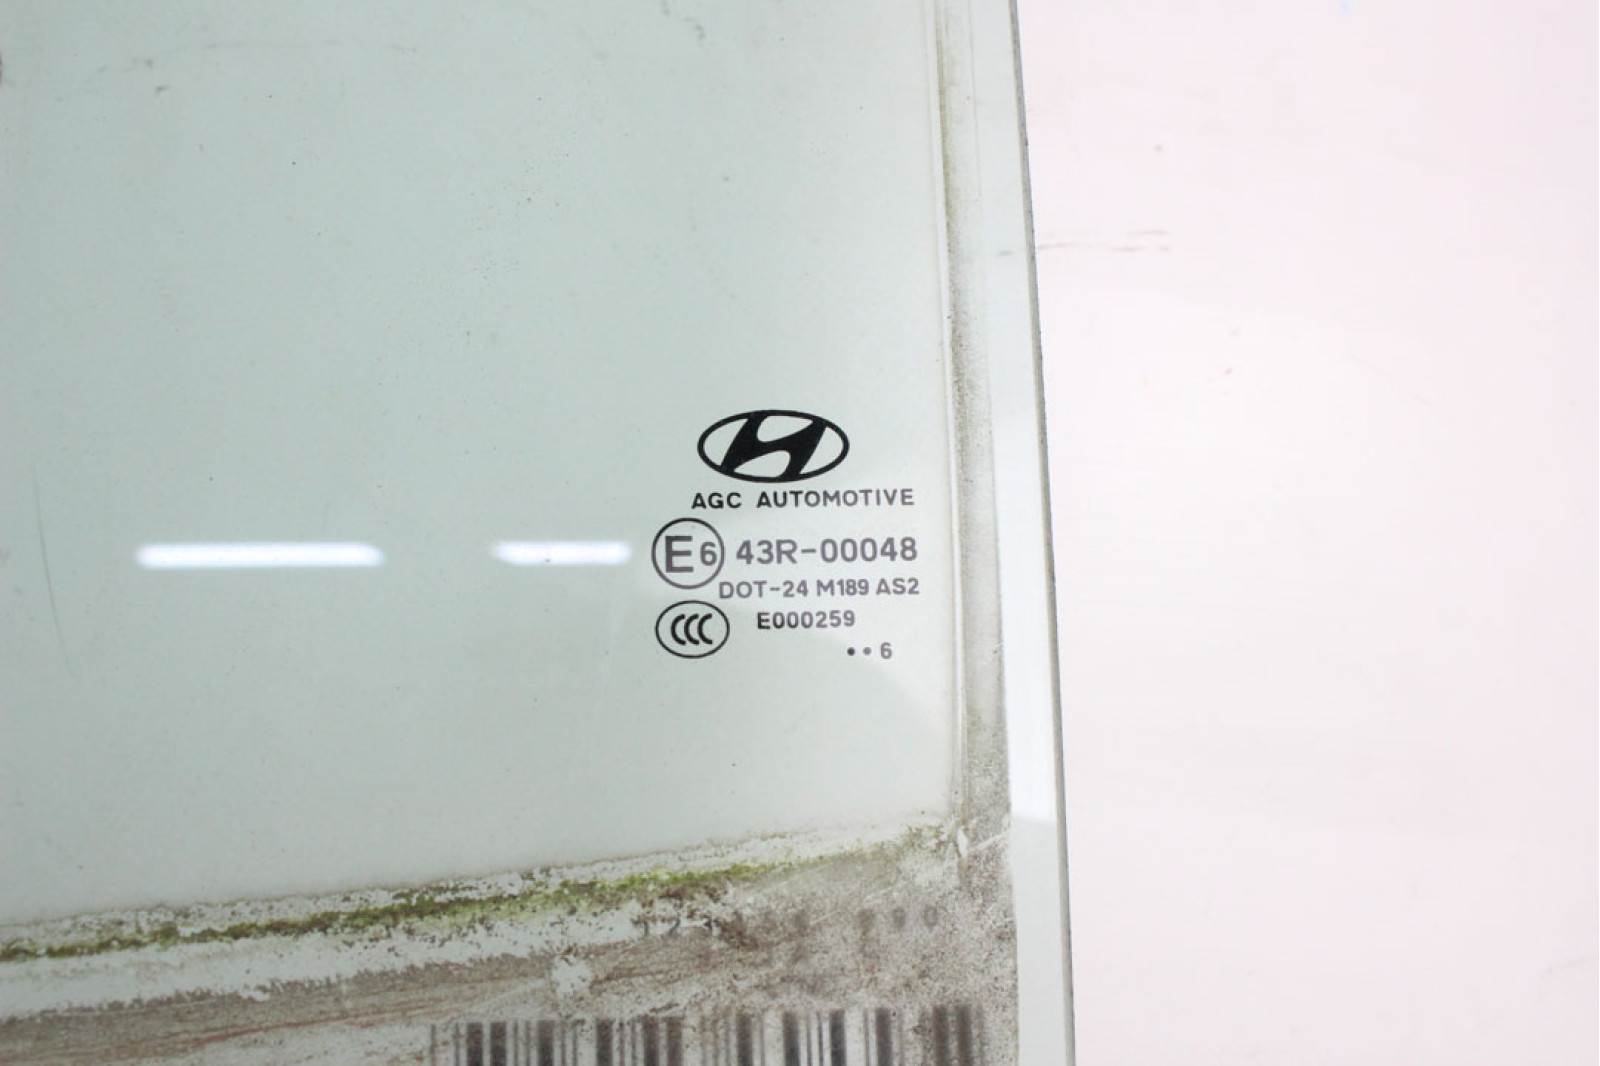 AGC AUTOMOTIVE
E6 43R-00048
DOT-24 M189 AS2
CCC E000259
••6